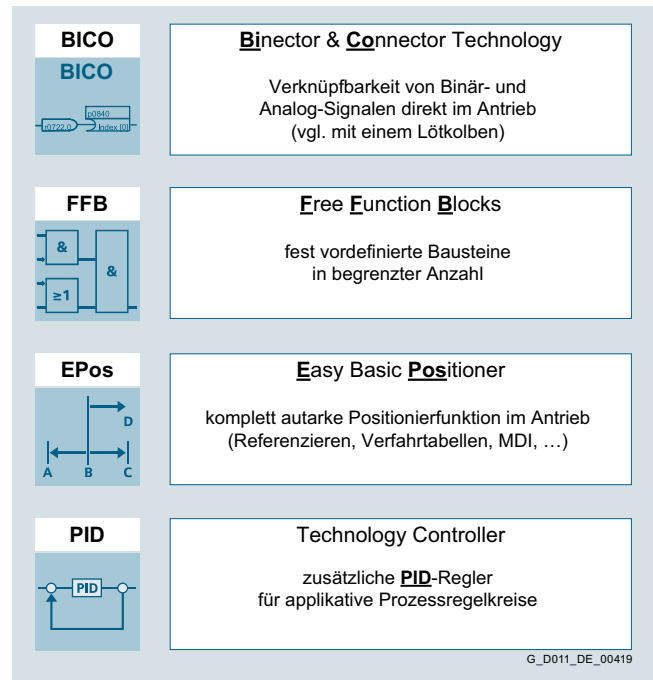 BICO
Binector & Connector Technology
BICO
Verknüpfbarkeit von Binär- und
Analog-Signalen direkt im Antrieb
(vgl. mit einem Lötkolben)
p0840
r0722.0
Index [0]
FFB
Free Function Blocks
&
&
≥1
fest vordefinierte Bausteine
in begrenzter Anzahl
EPos
Easy Basic Positioner
D
A B C
komplett autarke Positionierfunktion im Antrieb
(Referenzieren, Verfahrtabellen, MDI, …)
PID
Technology Controller
PID
zusätzliche PID-Regler
für applikative Prozessregelkreise
G_D011_DE_00419